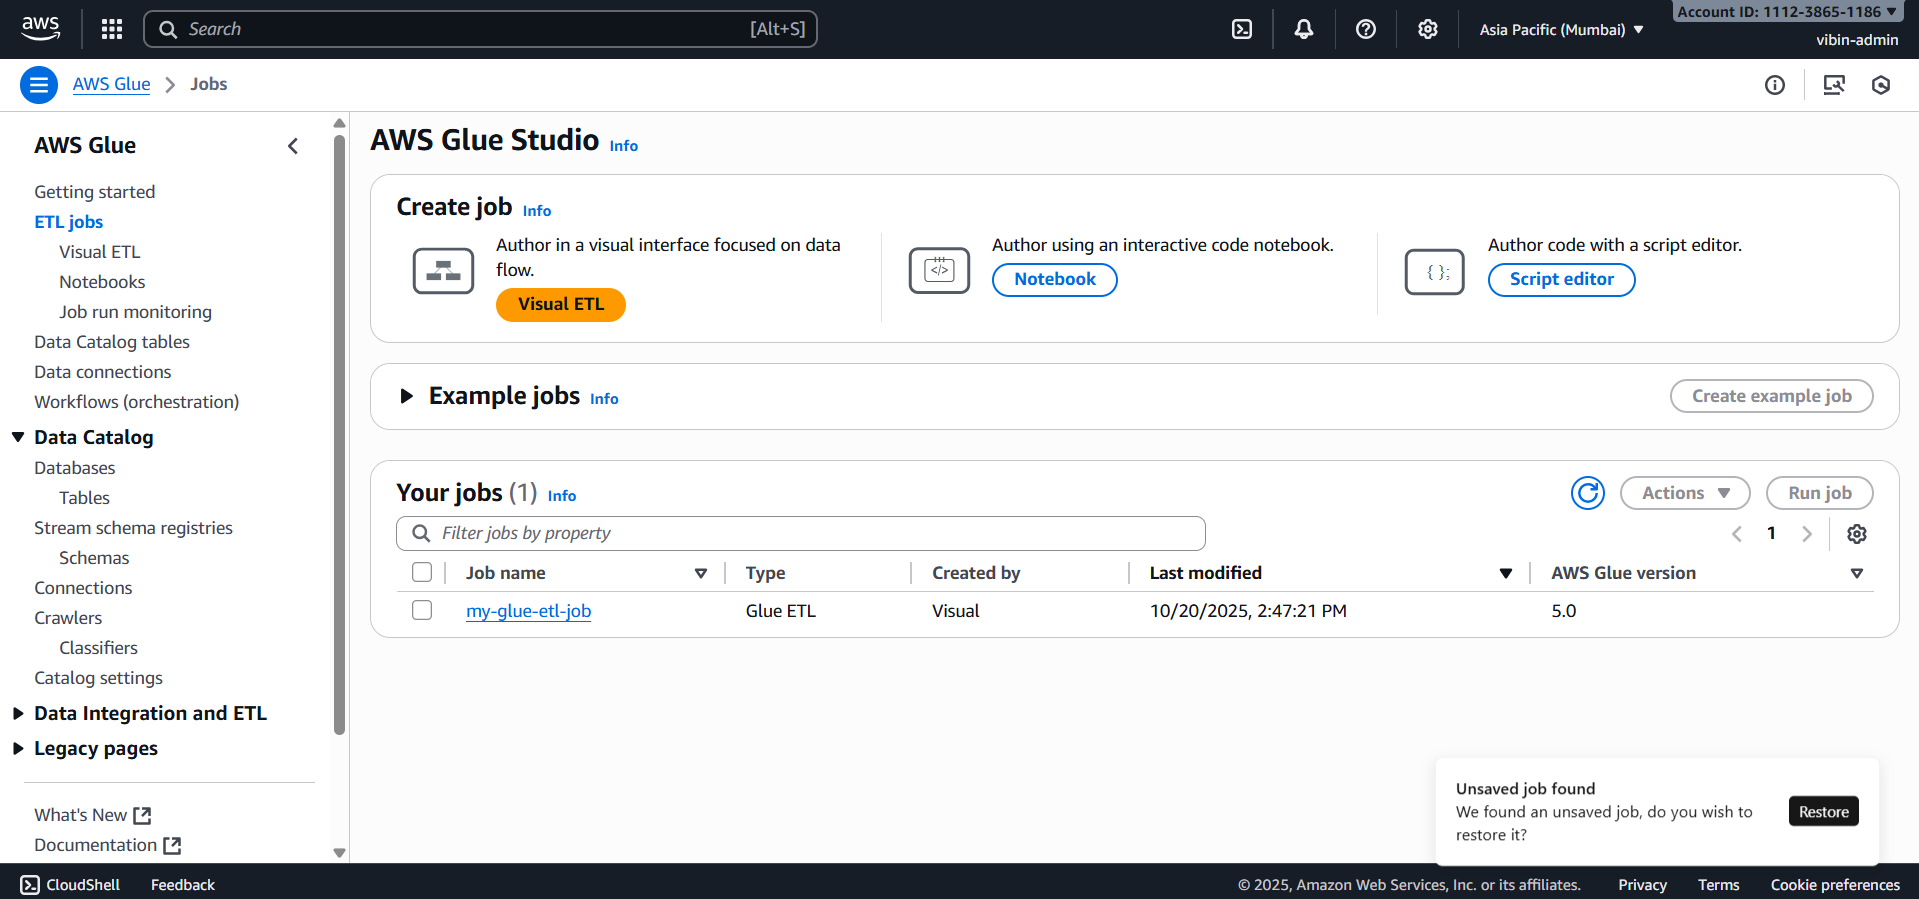 aws
Search
[Alt+S]
Asia Pacific (Mumbai)
Account ID: 1112-3865-1186
vibin-admin
AWS Glue
Jobs
AWS Glue
Getting started
ETL jobs
Visual ETL
Notebooks
Job run monitoring
Data Catalog tables
Data connections
Workflows (orchestration)
Data Catalog
Databases
Tables
Stream schema registries
Schemas
Connections
Crawlers
Classifiers
Catalog settings
Data Integration and ETL
Legacy pages
What's New
Documentation
AWS Glue Studio Info
Create job Info
Author in a visual interface focused on data
flow.
Visual ETL
</>
Author using an interactive code notebook.
Notebook
{ };
Author code with a script editor.
Script editor
Example jobs Info
Create example job
Your jobs (1) Info
Actions
Run job
Filter jobs by property
1
Job name Type Created by Last modified AWS Glue version
my-glue-etl-job Glue ETL Visual 10/20/2025, 2:47:21 PM 5.0
Unsaved job found
We found an unsaved job, do you wish to
restore it?
Restore
CloudShell Feedback © 2025, Amazon Web Services, Inc. or its affiliates. Privacy Terms Cookie preferences